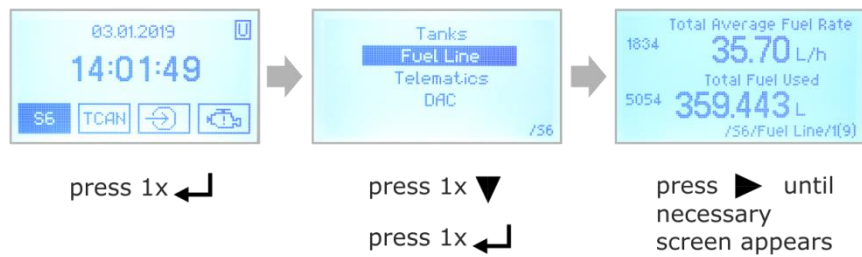 03.01.2019 U
14:01:49
S6 TCAN
press 1x
Tanks
Fuel Line
Telematics
DAC
/S6
press 1x
press 1x
Total Average Fuel Rate
1834 35.70 L/h
Total Fuel Used
5054 359.443 L
/S6/Fuel Line/1(9)
press until
necessary
screen appears